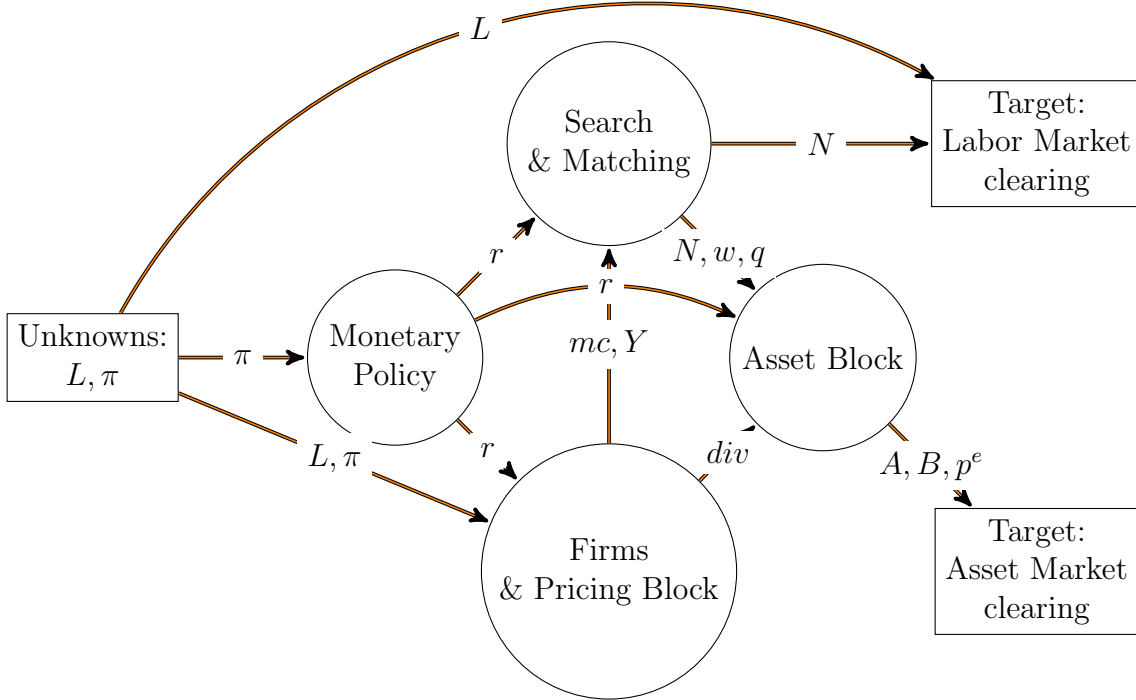 L
Search
& Matching
N
Target:
Labor Market
clearing
r
N, w, q
r
Unknowns:
L, π
π
Monetary
Policy
mc, Y
Asset Block
r
L, π
div
A, B, p^e
Firms
& Pricing Block
Target:
Asset Market
clearing